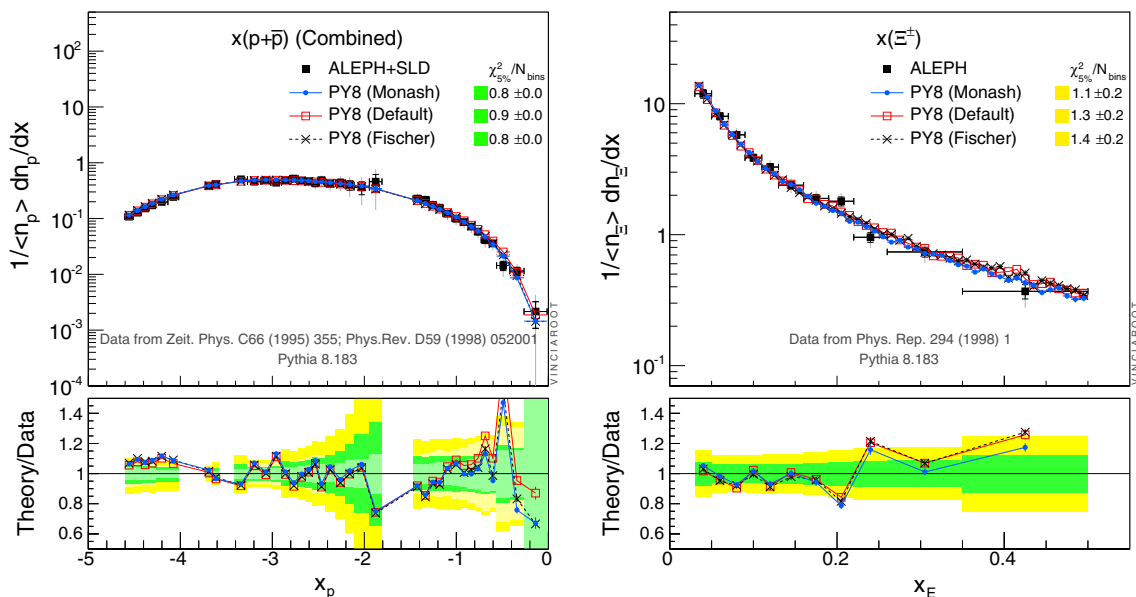 x(p+p̅) (Combined)
ALEPH+SLD
χ²5%/Nbins
PY8 (Monash)
0.8 ±0.0
PY8 (Default)
0.9 ±0.0
PY8 (Fischer)
0.8 ±0.0
1/<np> dnp/dx
10²
10
1
10⁻¹
10⁻²
10⁻³
10⁻⁴
Data from Zeit. Phys. C66 (1995) 355; Phys.Rev. D59 (1998) 052001
Pythia 8.183
VINCIAROOT
Theory/Data
1.4
1.2
1
0.8
0.6
-5 -4 -3 -2 -1 0
xp
x(Ξ±)
ALEPH
χ²5%/Nbins
PY8 (Monash)
1.1 ±0.2
PY8 (Default)
1.3 ±0.2
PY8 (Fischer)
1.4 ±0.2
1/<nΞ> dnΞ/dx
10
1
10⁻¹
Data from Phys. Rep. 294 (1998) 1
Pythia 8.183
VINCIAROOT
Theory/Data
1.4
1.2
1
0.8
0.6
0 0.2 0.4
xE